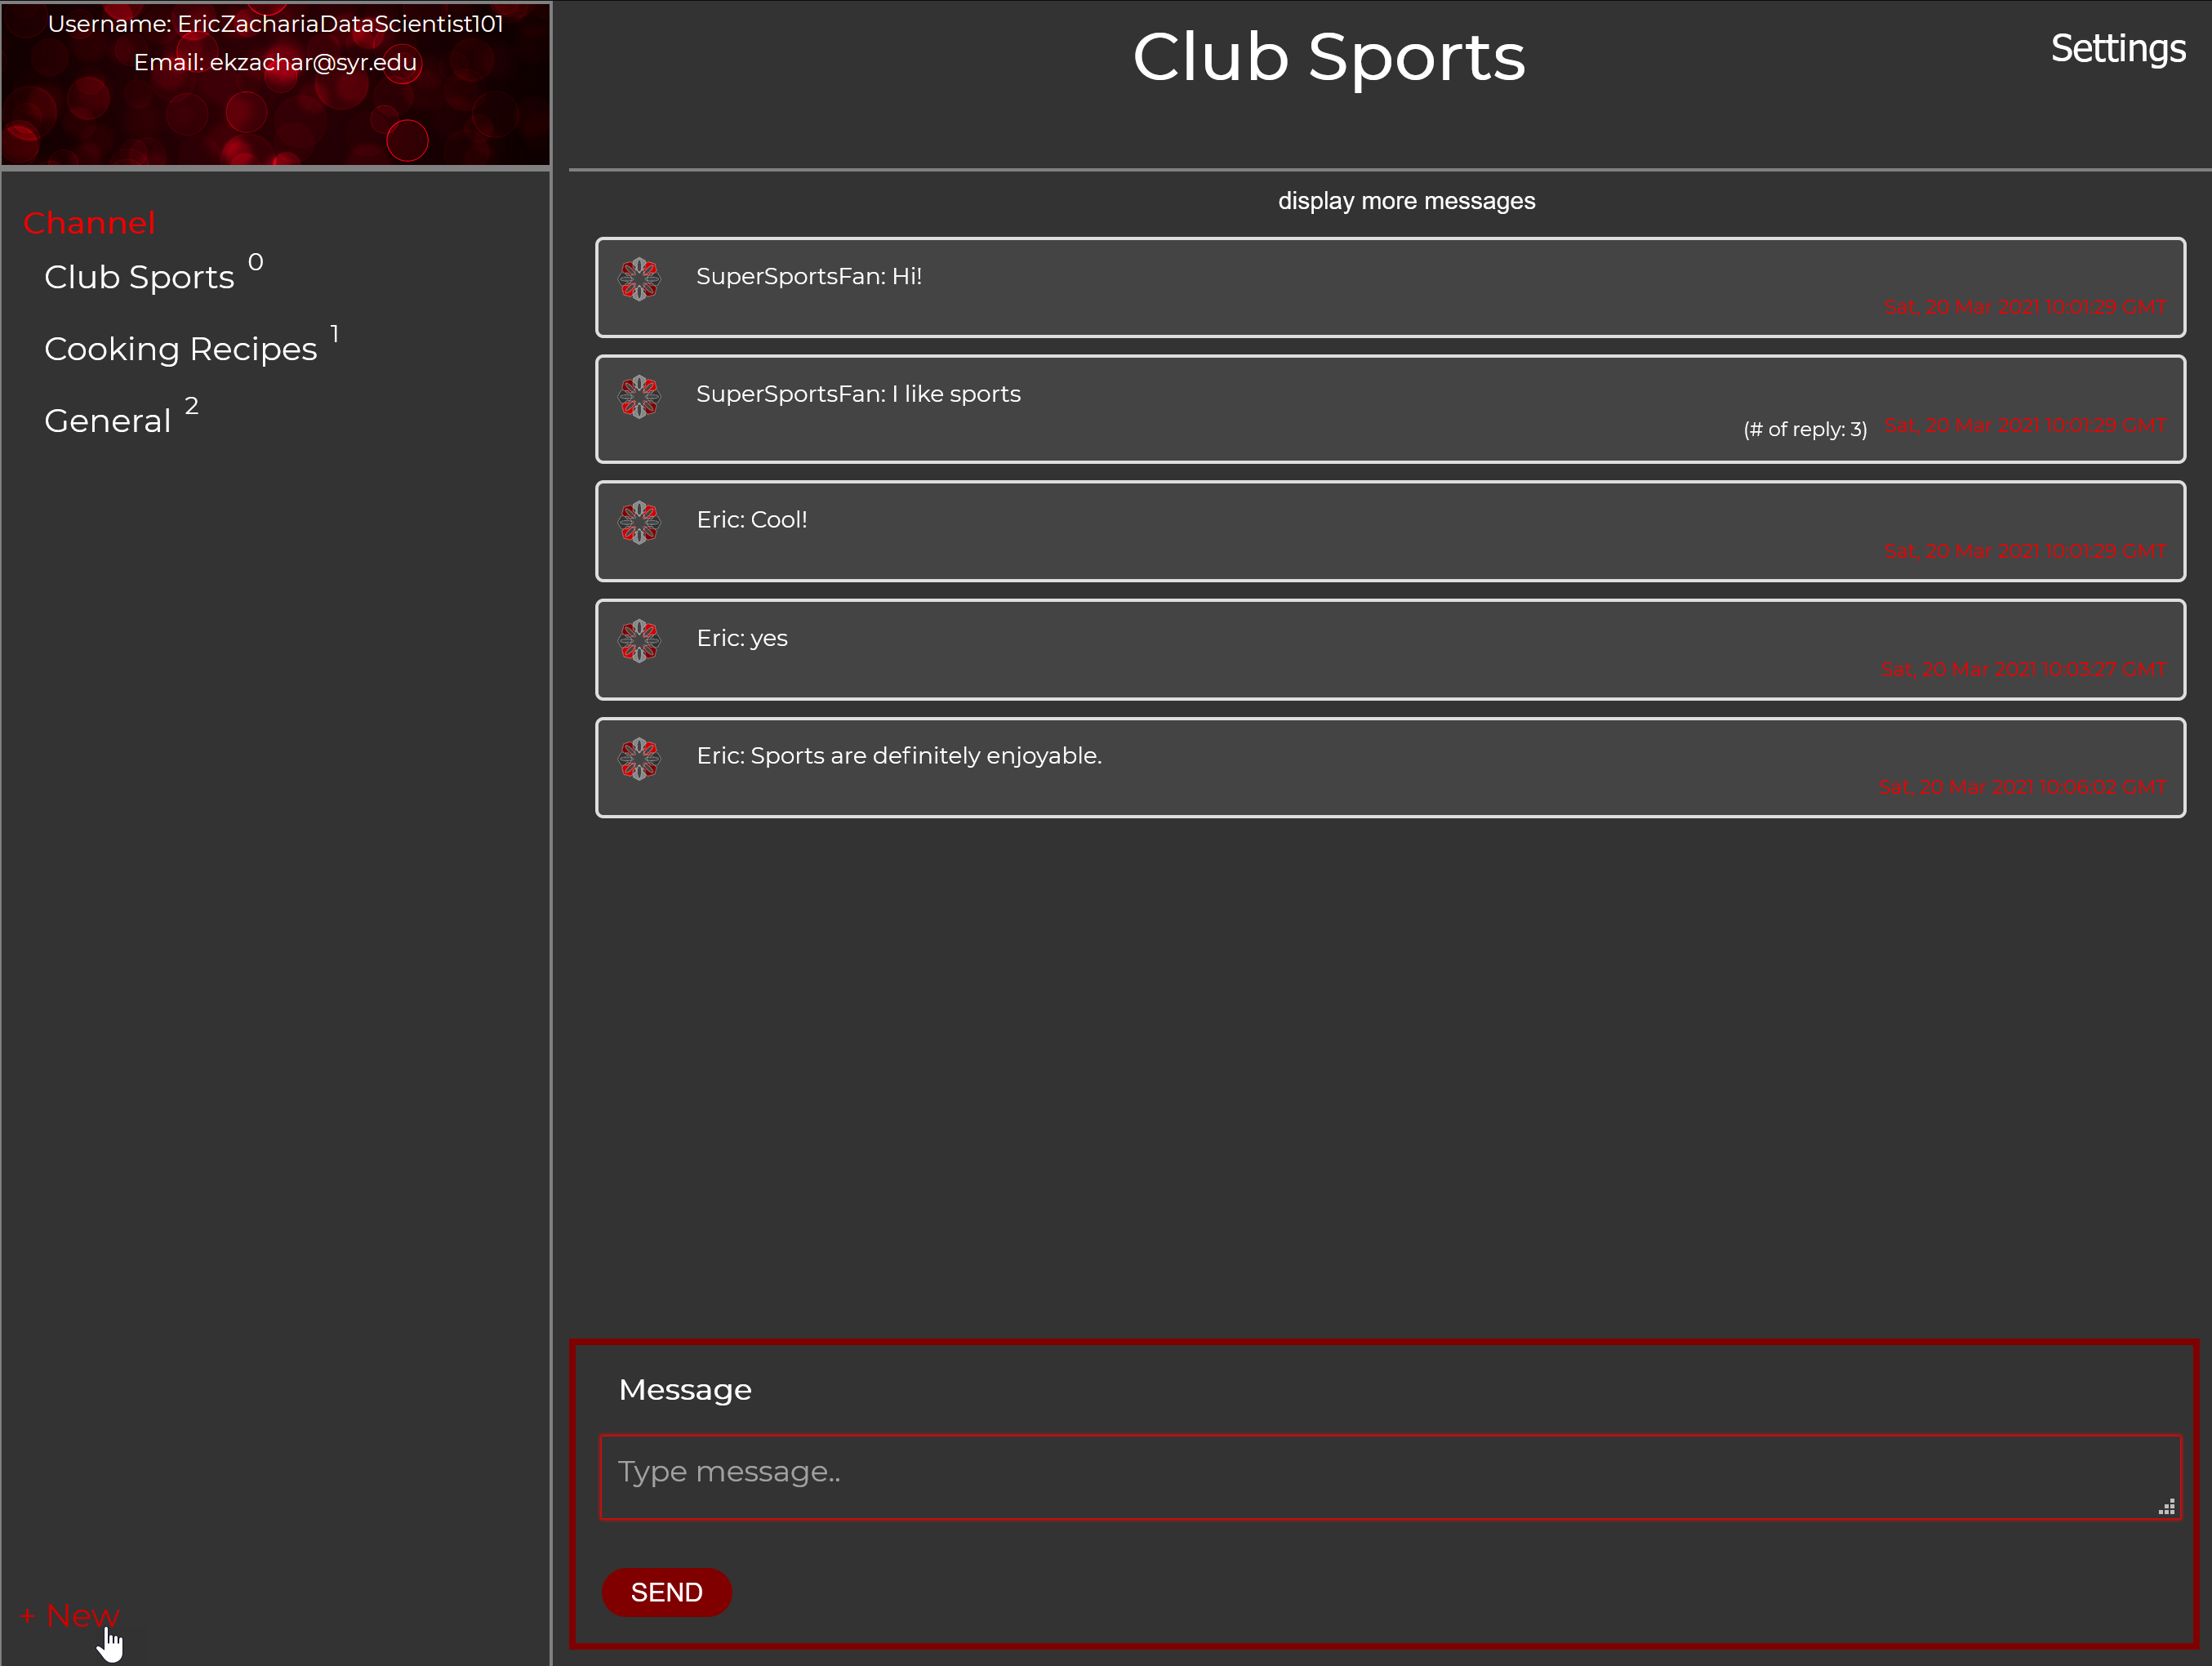 Username: EricZachariaDataScientist101
Email: ekzachar@syr.edu
Channel
Club Sports 0
Cooking Recipes 1
General 2
+ New
Club Sports
Settings
display more messages
SuperSportsFan: Hi!
Sat, 20 Mar 2021 10:01:29 GMT
SuperSportsFan: I like sports
(# of reply: 3) Sat, 20 Mar 2021 10:01:29 GMT
Eric: Cool!
Sat, 20 Mar 2021 10:01:29 GMT
Eric: yes
Sat, 20 Mar 2021 10:03:27 GMT
Eric: Sports are definitely enjoyable.
Sat, 20 Mar 2021 10:06:02 GMT
Message
Type message..
SEND